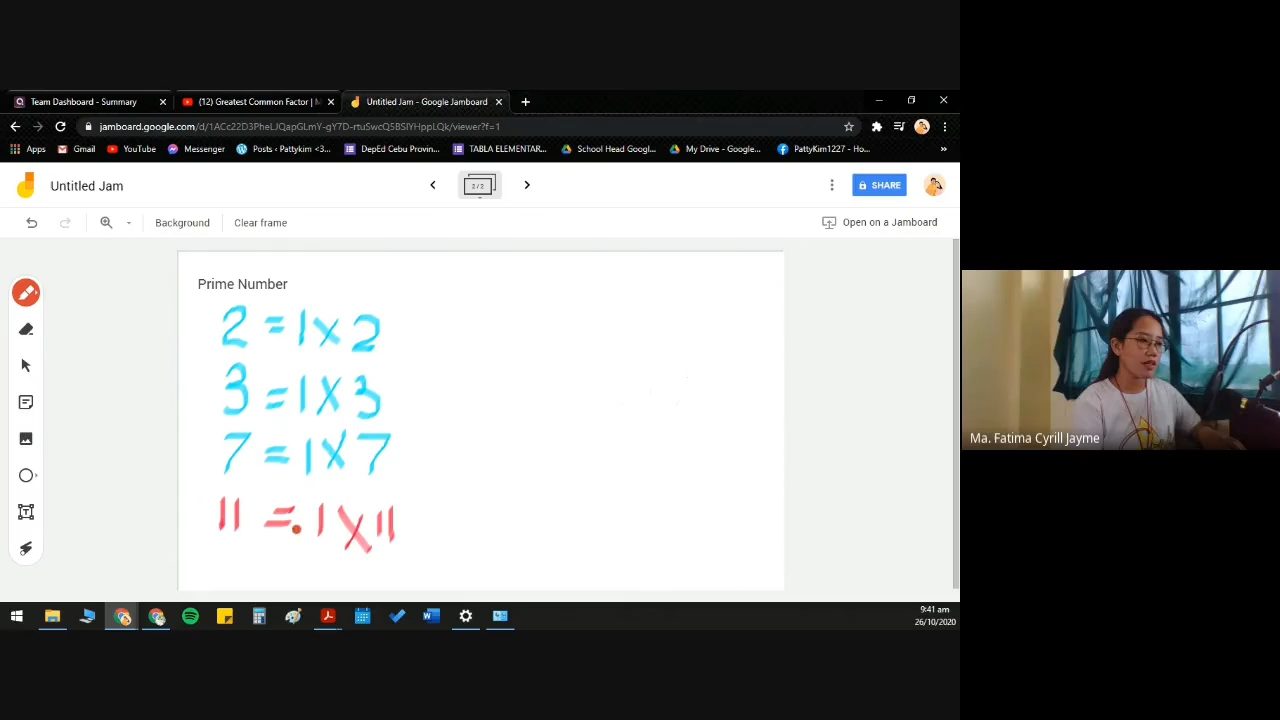 Team Dashboard - Summary
(12) Greatest Common Factor | M
Untitled Jam - Google Jamboard
jamboard.google.com/d/1ACc22D3PheLJQapGLmY-gY7D-rtuSwcQ5BSIYHppLQk/viewer?f=1
Apps Gmail YouTube Messenger Posts ‹ Pattykim <3... DepEd Cebu Provin... TABLA ELEMENTAR... School Head Googl... My Drive - Google... PattyKim1227 - Ho... »
Untitled Jam
2 / 2
SHARE
Background Clear frame
Open on a Jamboard
Prime Number
2 = 1 x 2
3 = 1 x 3
7 = 1 x 7
11 = 1 x 11
Ma. Fatima Cyrill Jayme
9:41 am
26/10/2020